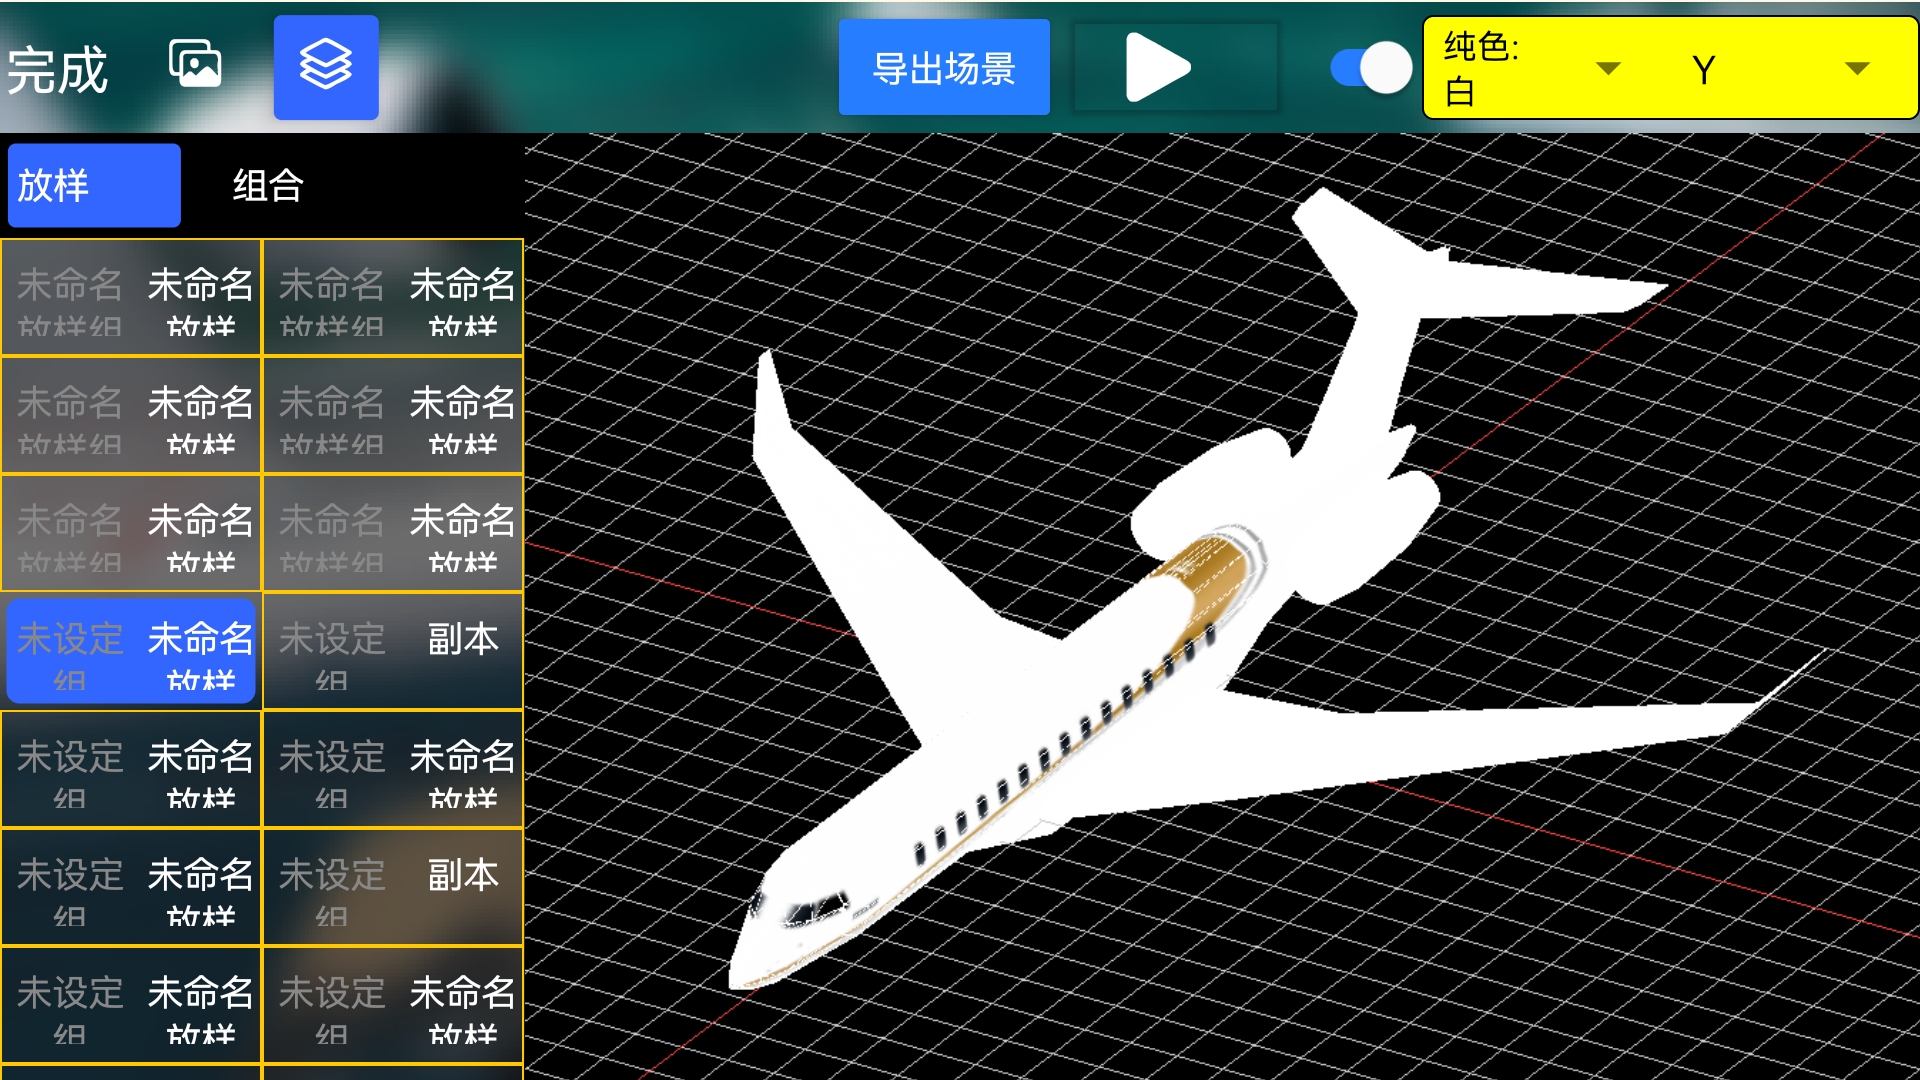 完成
导出场景
纯色:
白
Y
放样
组合
未命名 未命名 未命名 未命名
放样组 放样 放样组 放样
未命名 未命名 未命名 未命名
放样组 放样 放样组 放样
未命名 未命名 未命名 未命名
放样组 放样 放样组 放样
未设定 未命名 未设定 副本
组 放样 组
未设定 未命名 未设定 未命名
组 放样 组 放样
未设定 未命名 未设定 副本
组 放样 组
未设定 未命名 未设定 未命名
组 放样 组 放样